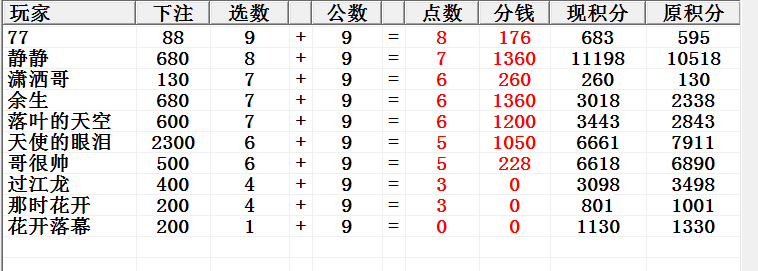 玩家 下注 选数 公数 点数 分钱 现积分 原积分
77 88 9 + 9 = 8 176 683 595
静静 680 8 + 9 = 7 1360 11198 10518
潇洒哥 130 7 + 9 = 6 260 260 130
余生 680 7 + 9 = 6 1360 3018 2338
落叶的天空 600 7 + 9 = 6 1200 3443 2843
天使的眼泪 2300 6 + 9 = 5 1050 6661 7911
哥很帅 500 6 + 9 = 5 228 6618 6890
过江龙 400 4 + 9 = 3 0 3098 3498
那时花开 200 4 + 9 = 3 0 801 1001
花开落幕 200 1 + 9 = 0 0 1130 1330